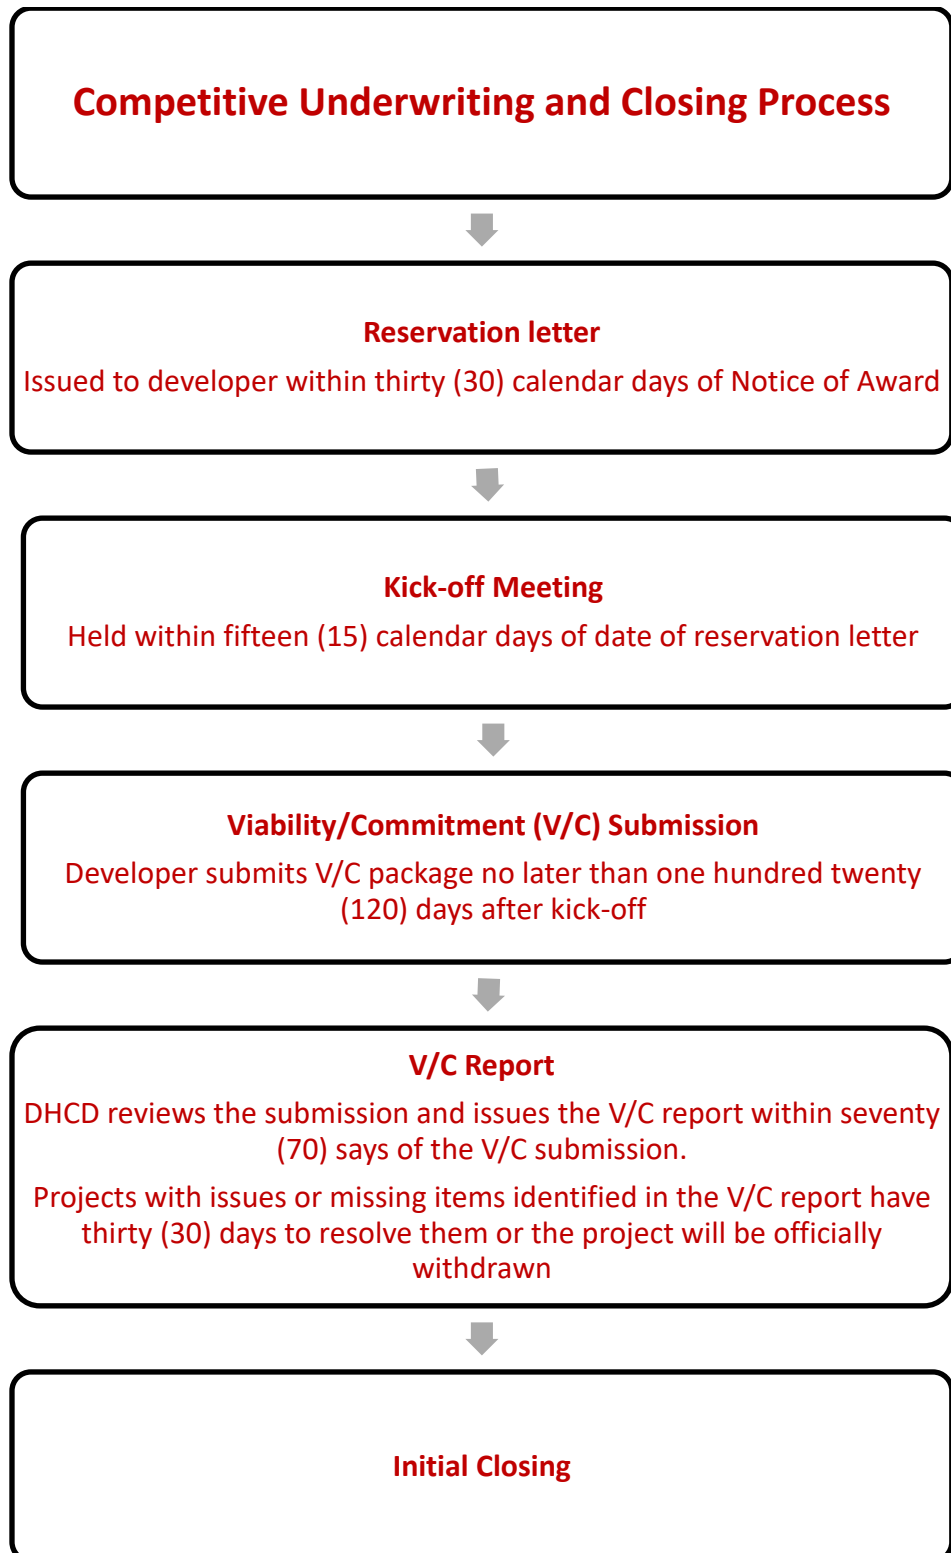 Competitive Underwriting and Closing Process
Reservation letter
Issued to developer within thirty (30) calendar days of Notice of Award
Kick-off Meeting
Held within fifteen (15) calendar days of date of reservation letter
Viability/Commitment (V/C) Submission
Developer submits V/C package no later than one hundred twenty
(120) days after kick-off
V/C Report
DHCD reviews the submission and issues the V/C report within seventy
(70) says of the V/C submission.
Projects with issues or missing items identified in the V/C report have
thirty (30) days to resolve them or the project will be officially
withdrawn
Initial Closing